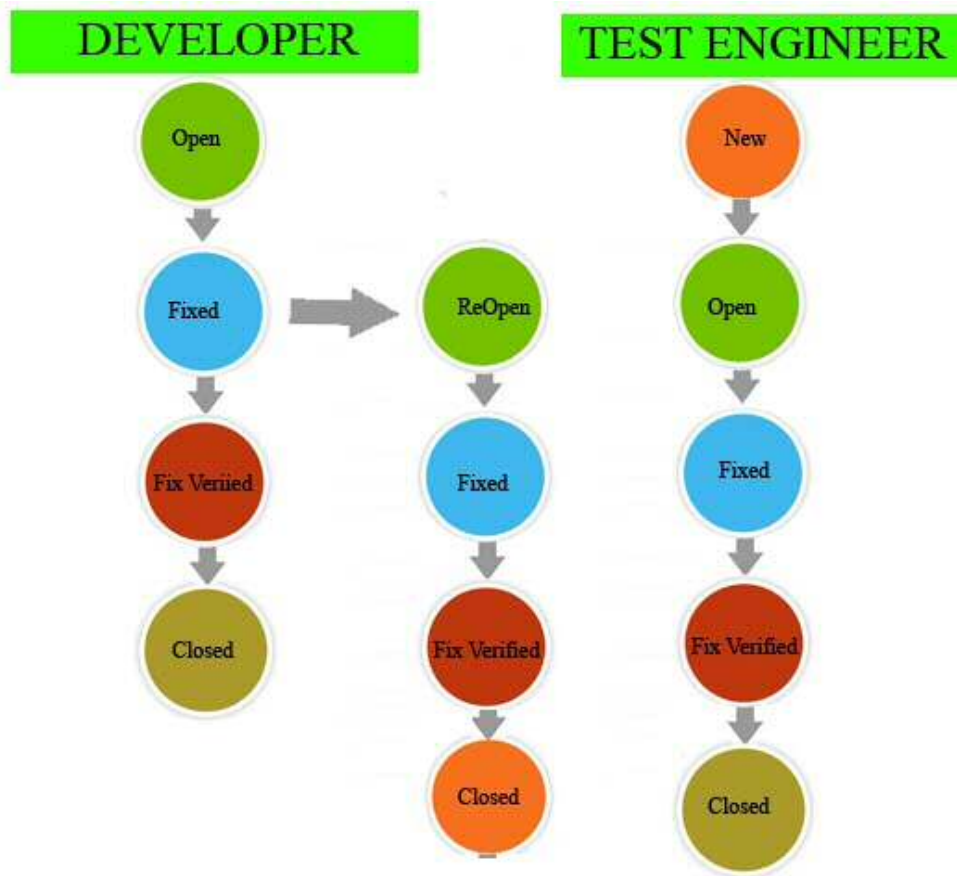 DEVELOPER
Open
Fixed
Fix Veriied
Closed
ReOpen
Fixed
Fix Verified
Closed
TEST ENGINEER
New
Open
Fixed
Fix Verified
Closed